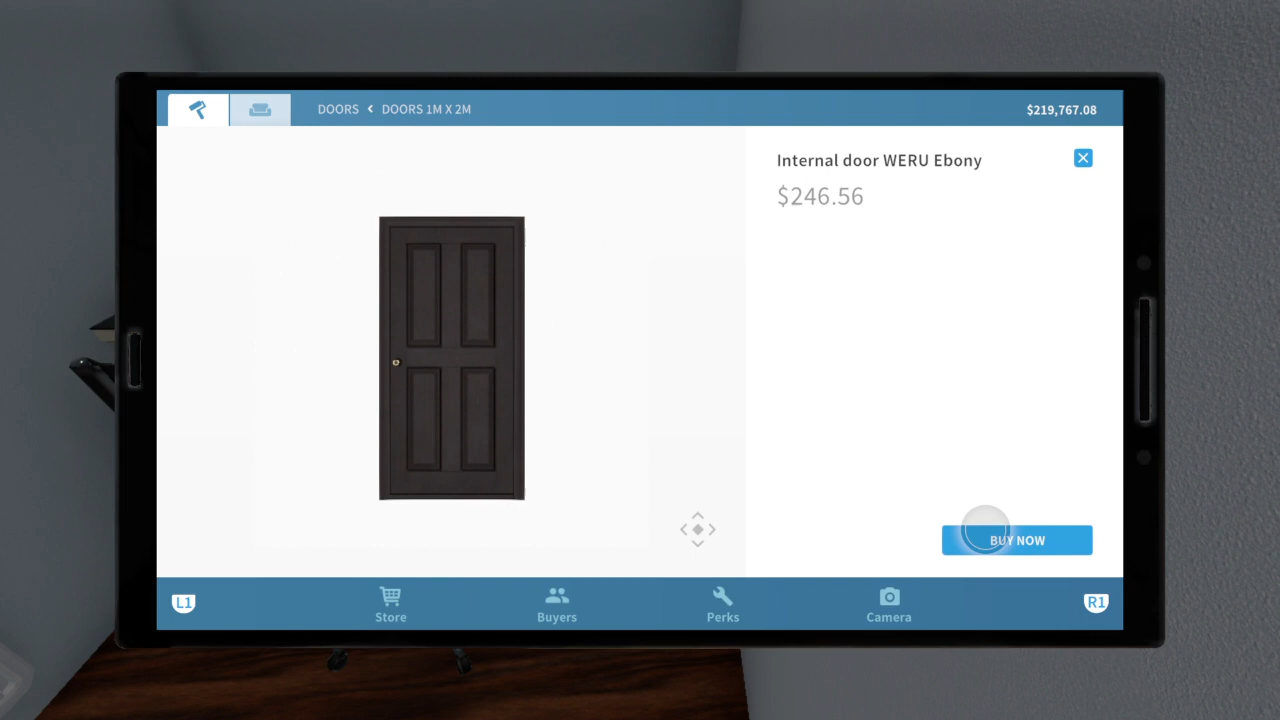 DOORS < DOORS 1M X 2M
$219,767.08
Internal door WERU Ebony
$246.56
BUY NOW
L1
Store
Buyers
Perks
Camera
R1